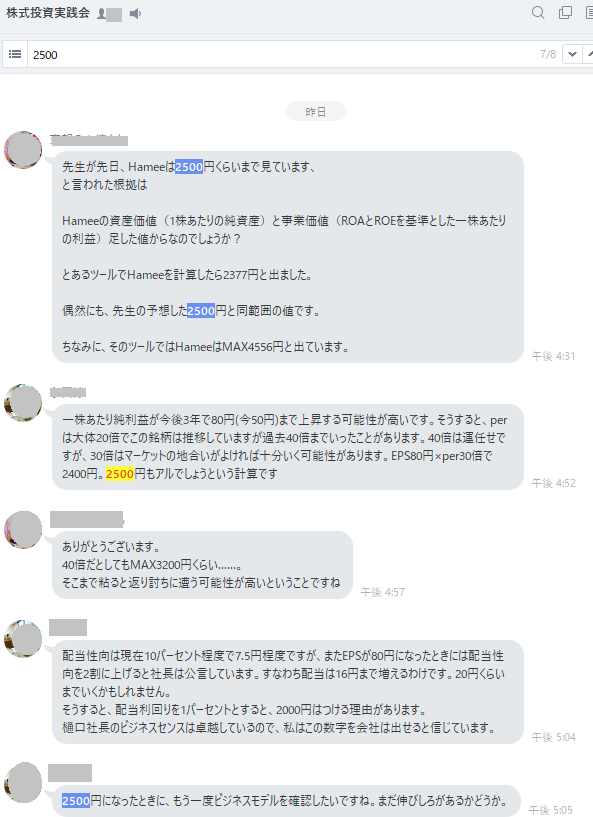 株式投資実践会
2500
7/8
昨日
先生が先日、Hameeは2500円くらいまで見ています、
と言われた根拠は
Hameeの資産価値（1株あたりの純資産）と事業価値（ROAとROEを基準とした一株あたり
の利益）足した値からなのでしょうか？
とあるツールでHameeを計算したら2377円と出ました。
偶然にも、先生の予想した2500円と同範囲の値です。
ちなみに、そのツールではHameeはMAX4556円と出ています。
午後 4:31
一株あたり純利益が今後3年で80円(今50円)まで上昇する可能性が高いです。そうすると、per
は大体20倍でこの銘柄は推移していますが過去40倍までいったことがあります。40倍は運任せで
すが、30倍はマーケットの地合いがよければ十分いく可能性があります。EPS80円×per30倍で
2400円。2500円もアルでしょうという計算です
午後 4:52
ありがとうございます。
40倍だとしてもMAX3200円くらい……。
そこまで粘ると返り討ちに遭う可能性が高いということですね
午後 4:57
配当性向は現在10パーセント程度で7.5円程度ですが、またEPSが80円になったときには配当性
向を2割に上げると社長は公言しています。すなわち配当は16円まで増えるわけです。20円くらい
までいくかもしれません。
そうすると、配当利回りを1パーセントとすると、2000円はつける理由があります。
樋口社長のビジネスセンスは卓越しているので、私はこの数字を会社は出せると信じています。
午後 5:04
2500円になったときに、もう一度ビジネスモデルを確認したいですね。まだ伸びしろがあるかどうか。
午後 5:05